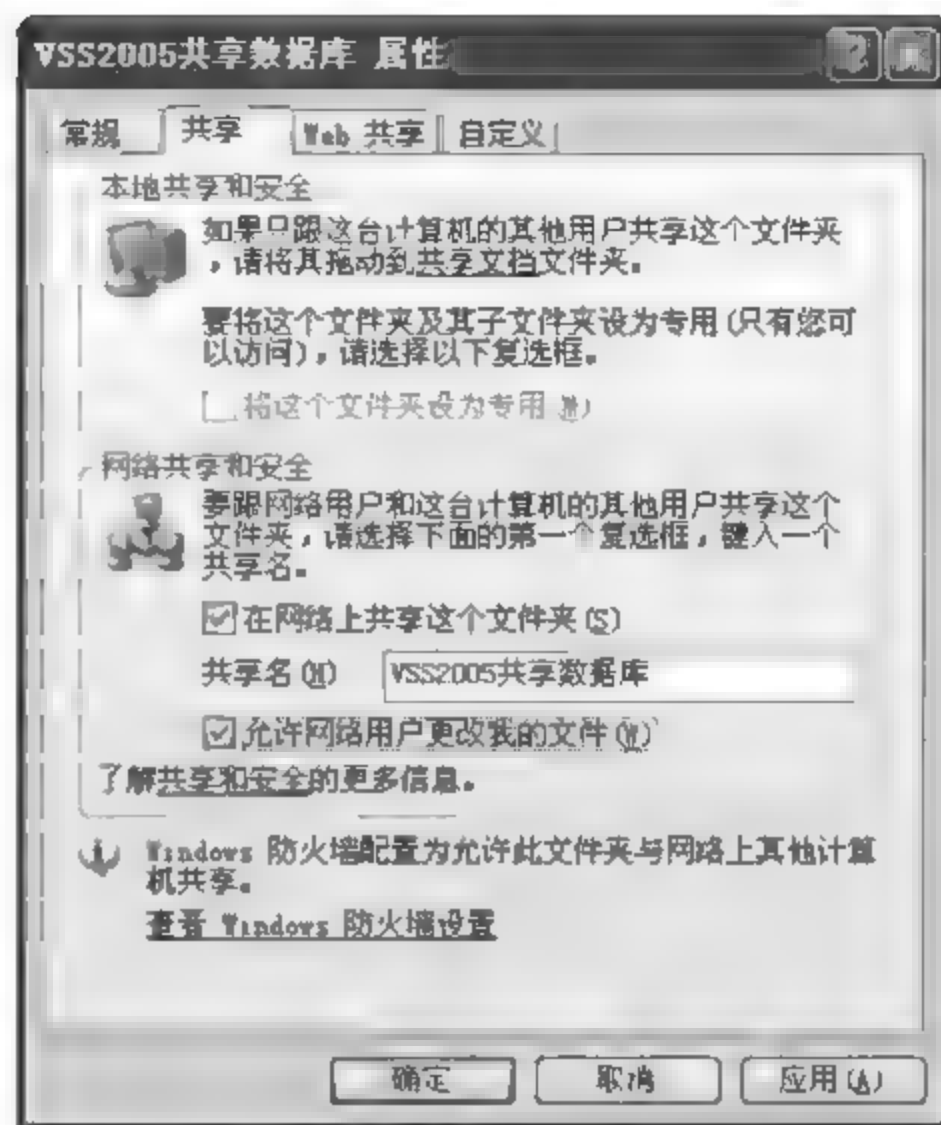 VSS2005共享数据库 属性
常规 共享 Web 共享 自定义
本地共享和安全
如果只跟这台计算机的其他用户共享这个文件夹
，请将其拖动到共享文档文件夹。
要将这个文件夹及其子文件夹设为专用(只有您可
以访问)，请选择以下复选框。
将这个文件夹设为专用(M)
网络共享和安全
要跟网络用户和这台计算机的其他用户共享这个
文件夹，请选择下面的第一个复选框，键入一个
共享名。
在网络上共享这个文件夹(S)
共享名(H) VSS2005共享数据库
允许网络用户更改我的文件(W)
了解共享和安全的更多信息。
Windows 防火墙配置为允许此文件夹与网络上其他计算
机共享。
查看 Windows 防火墙设置
确定 取消 应用(A)